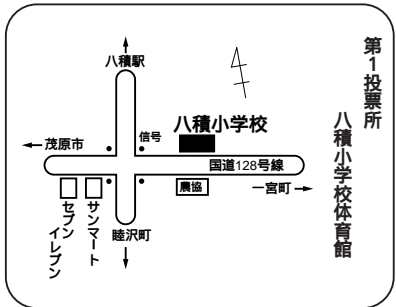 第1投票所
八積小学校体育館
八積駅
信号
八積小学校
茂原市
国道128号線
農協
一宮町
サンマート
セブン
イレブン
睦沢町